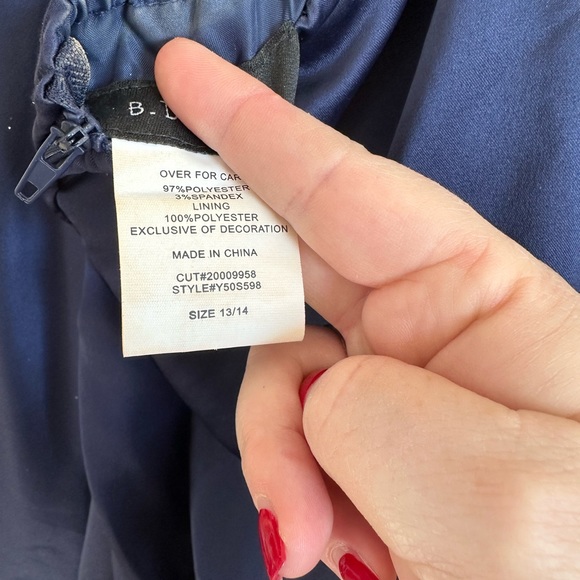 B.
OVER FOR CAR
97%POLYESTER
3%SPANDEX
LINING
100%POLYESTER
EXCLUSIVE OF DECORATION
MADE IN CHINA
CUT#20009958
STYLE#Y50S598
SIZE 13/14